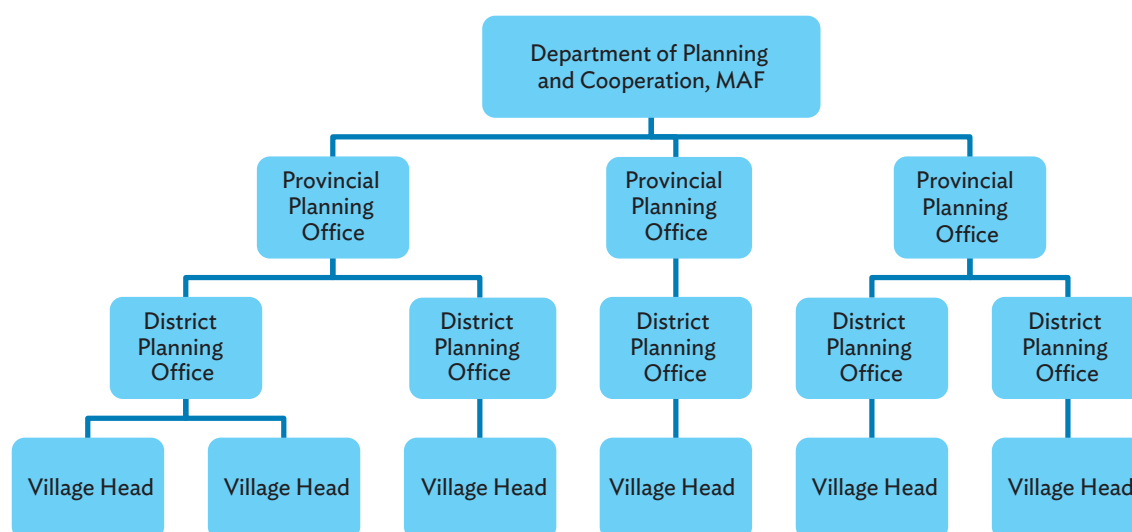 Department of Planning
and Cooperation, MAF
Provincial
Planning
Office
Provincial
Planning
Office
Provincial
Planning
Office
District
Planning
Office
District
Planning
Office
District
Planning
Office
District
Planning
Office
District
Planning
Office
Village Head
Village Head
Village Head
Village Head
Village Head
Village Head